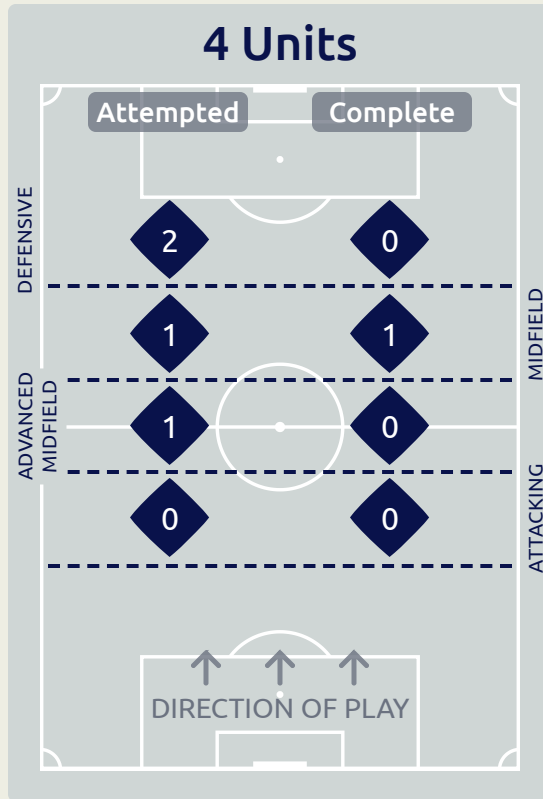 4 Units
Attempted Complete
DEFENSIVE
2 0
MIDFIELD
1 1
ADVANCED
MIDFIELD
1 0
ATTACKING
0 0
DIRECTION OF PLAY